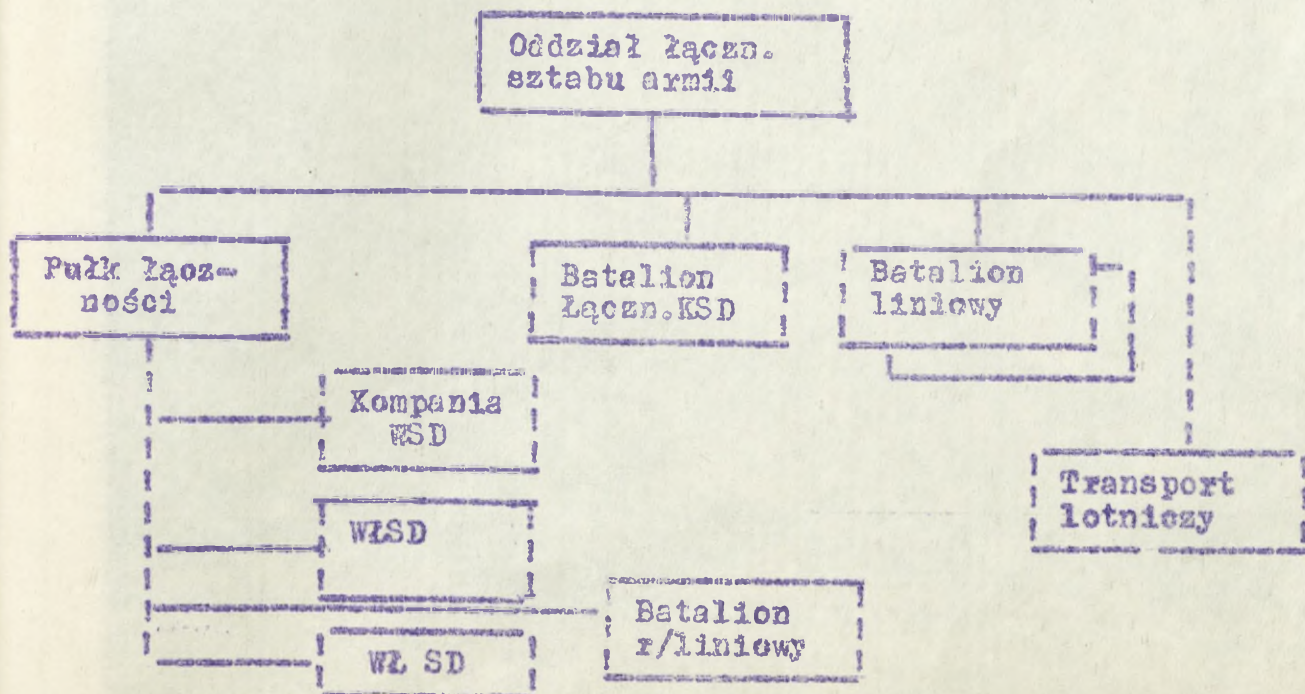 Oddział łączn.
sztabu armii
Pułk łącz-
ności
Batalion
Łączn.KSD
Batalion
liniowy
Kompania
WSD
Transport
lotniczy
WŁSD
Batalion
r/liniowy
WŁ SD